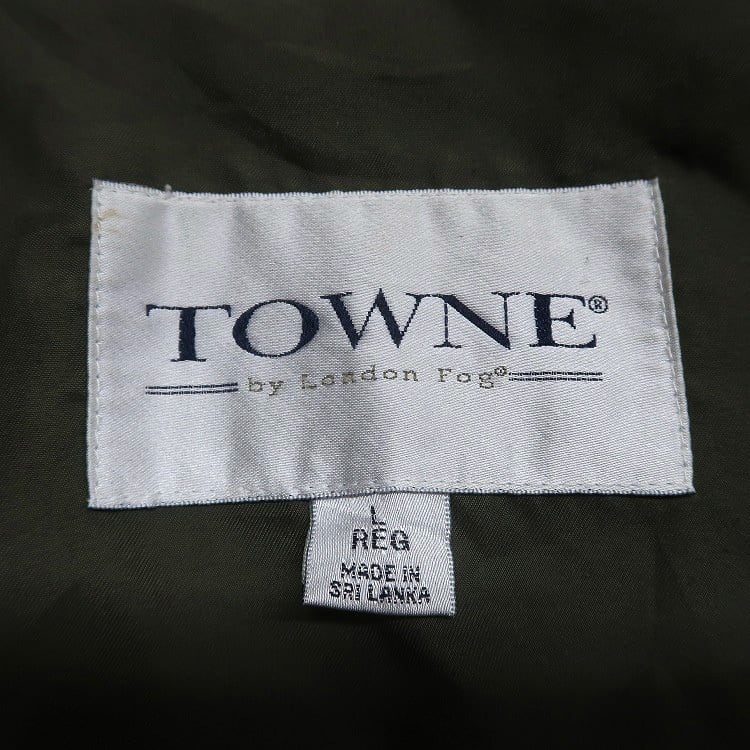 TOWNE®
by London Fog®
L
REG
MADE IN
SRI LANKA